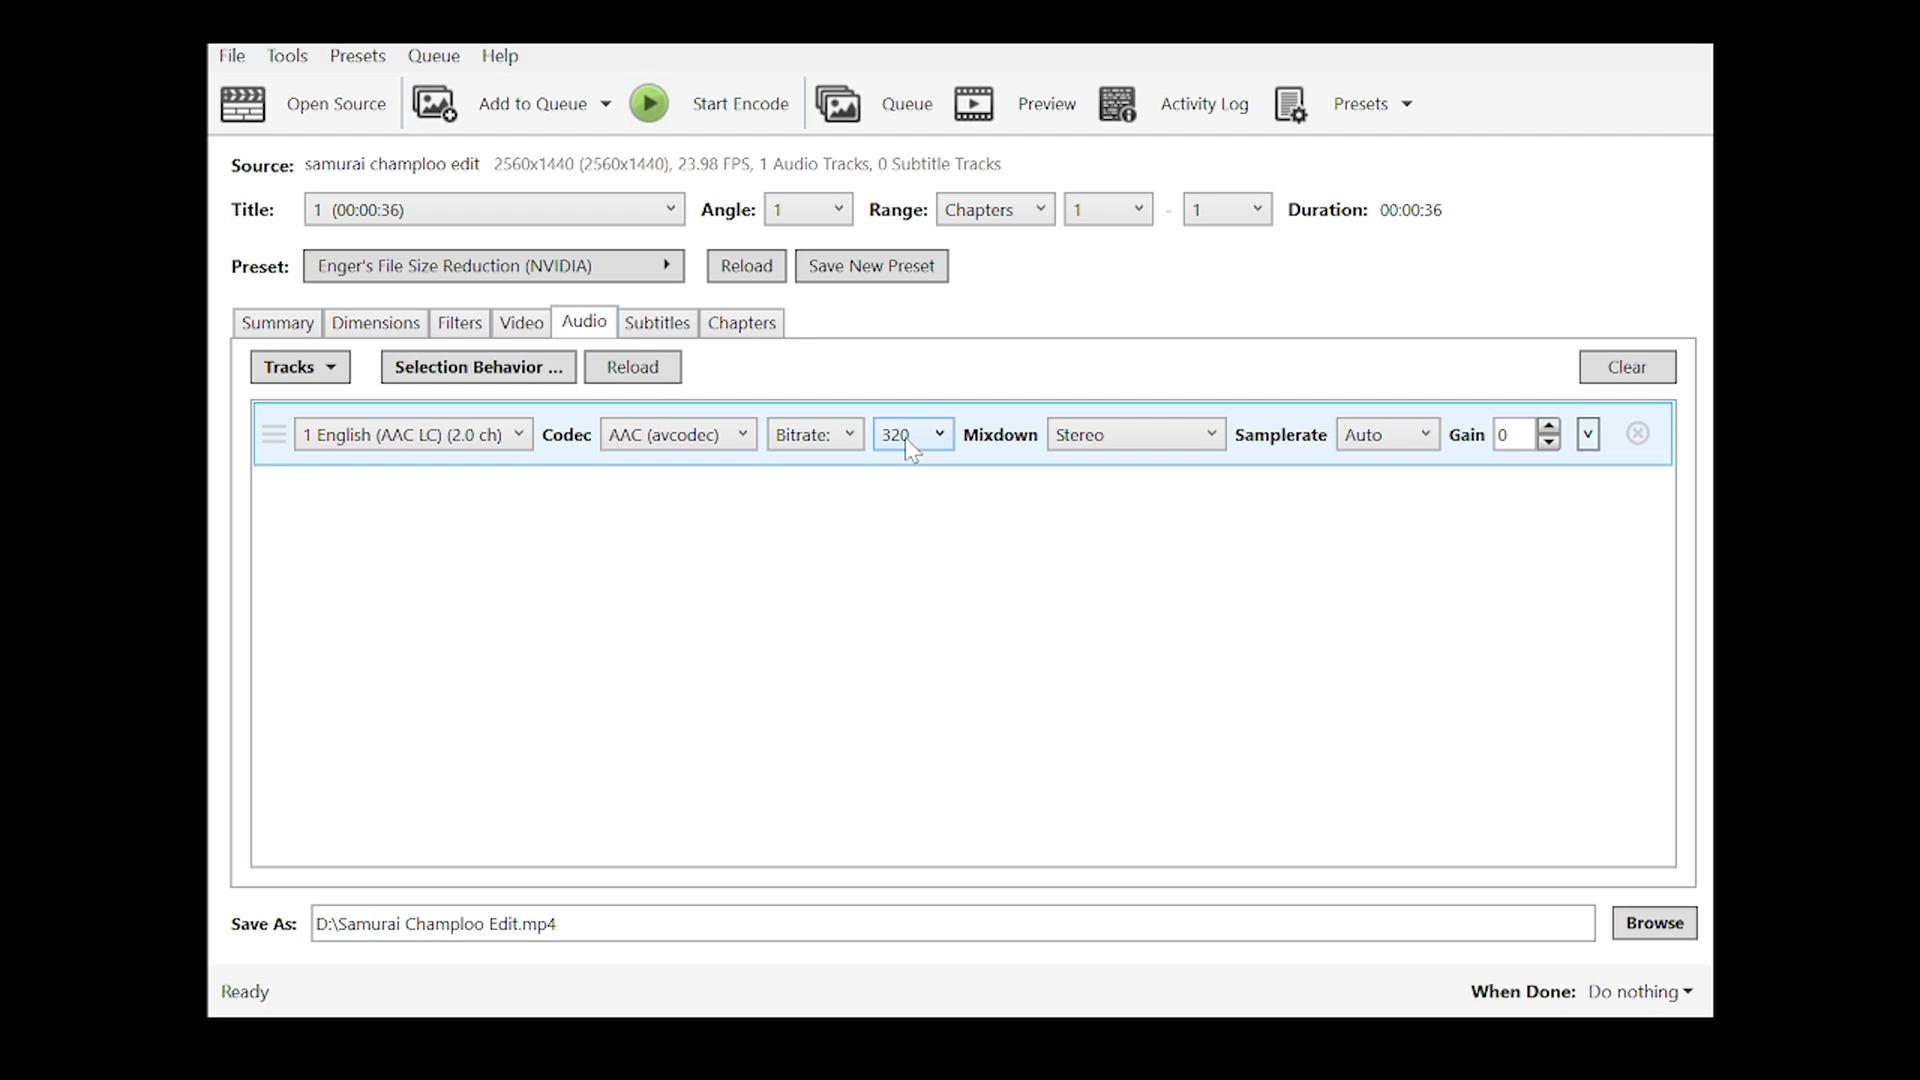 File Tools Presets Queue Help
Open Source Add to Queue Start Encode Queue Preview Activity Log Presets
Source: samurai champloo edit 2560x1440 (2560x1440), 23.98 FPS, 1 Audio Tracks, 0 Subtitle Tracks
Title: 1 (00:00:36) Angle: 1 Range: Chapters 1 - 1 Duration: 00:00:36
Preset: Enger's File Size Reduction (NVIDIA) Reload Save New Preset
Summary Dimensions Filters Video Audio Subtitles Chapters
Tracks Selection Behavior ... Reload Clear
1 English (AAC LC) (2.0 ch) Codec AAC (avcodec) Bitrate: 320 Mixdown Stereo Samplerate Auto Gain 0
Save As: D:\Samurai Champloo Edit.mp4 Browse
Ready When Done: Do nothing